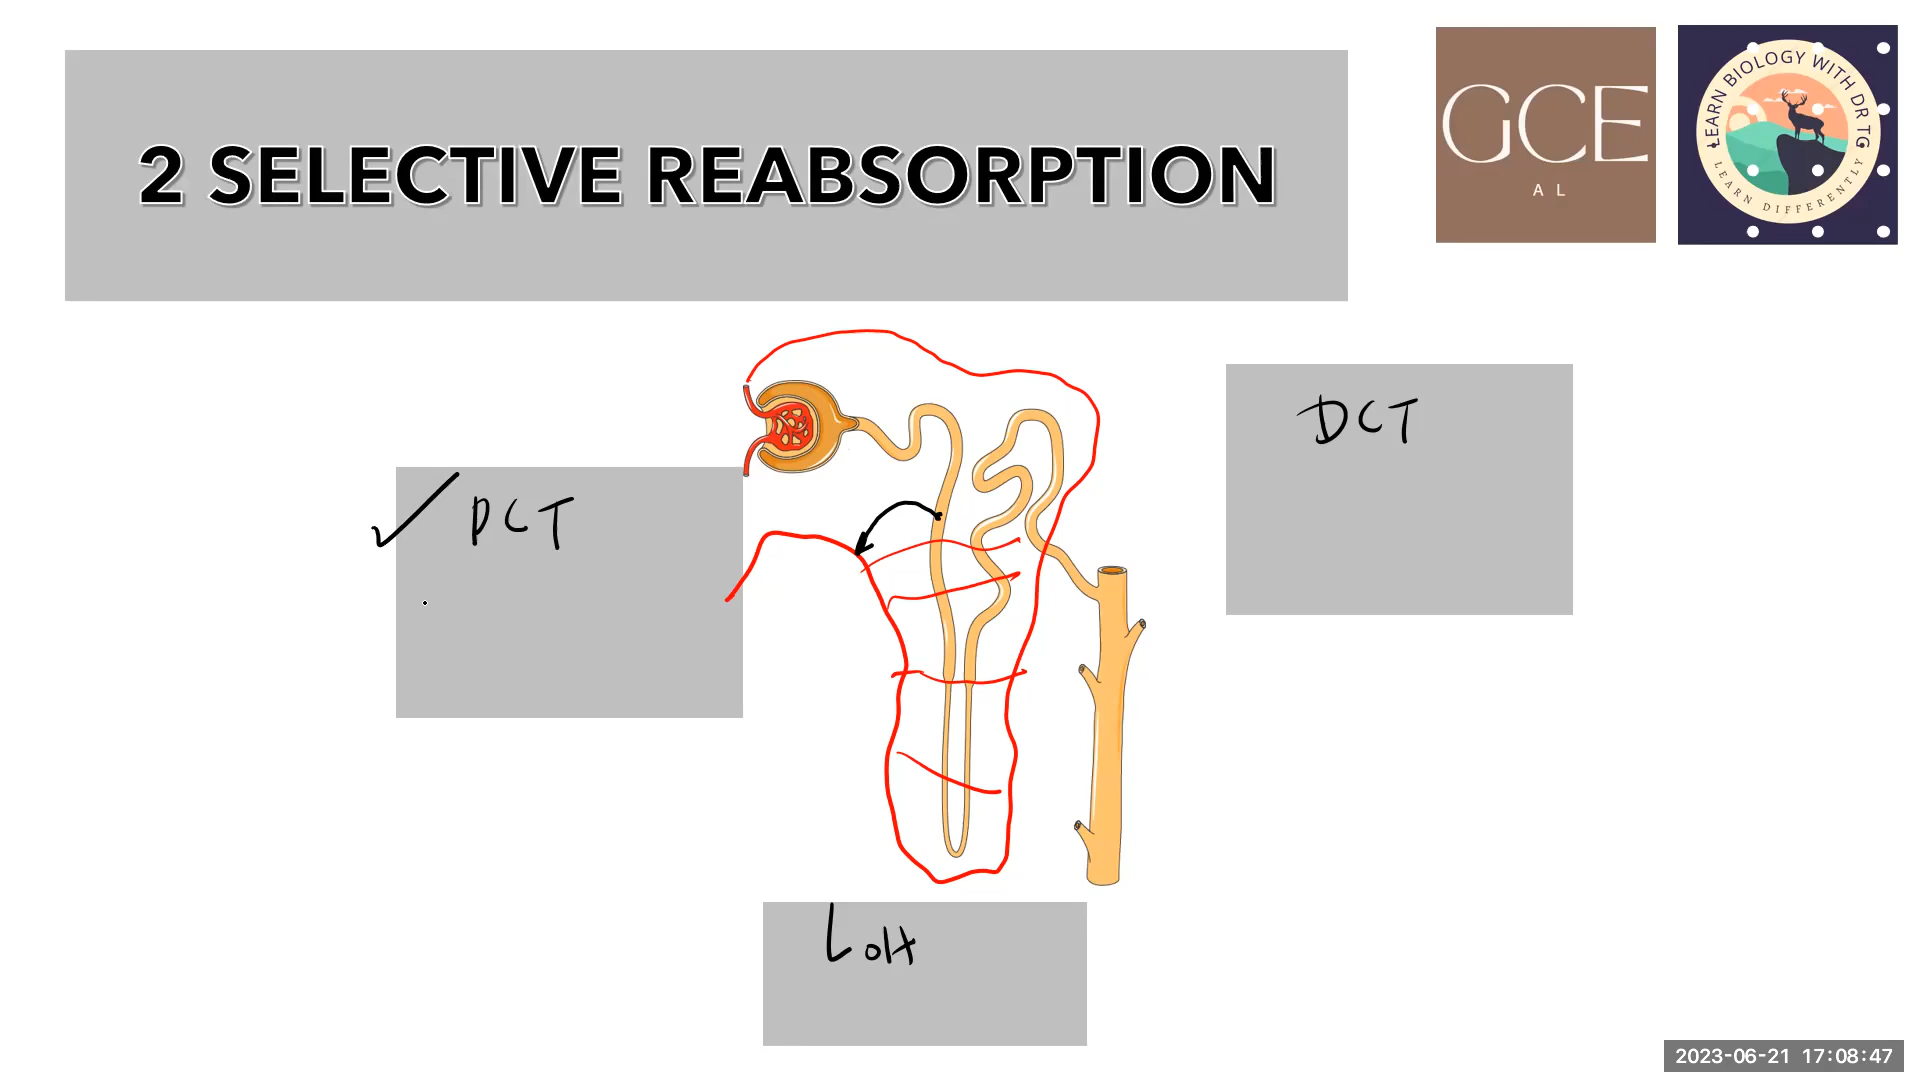 2 SELECTIVE REABSORPTION
GCE
AL
LEARN BIOLOGY WITH DR TG
LEARN DIFFERENTLY
DCT
PCT
LOH
2023-06-21 17:08:47